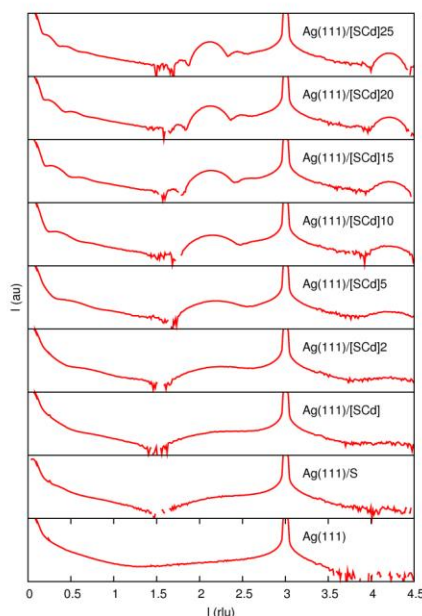 Ag(111)/[SCd]25
Ag(111)/[SCd]20
Ag(111)/[SCd]15
Ag(111)/[SCd]10
I (au)
Ag(111)/[SCd]5
Ag(111)/[SCd]2
Ag(111)/[SCd]
Ag(111)/S
Ag(111)
0 0.5 1 1.5 2 2.5 3 3.5 4 4.5
l (rlu)